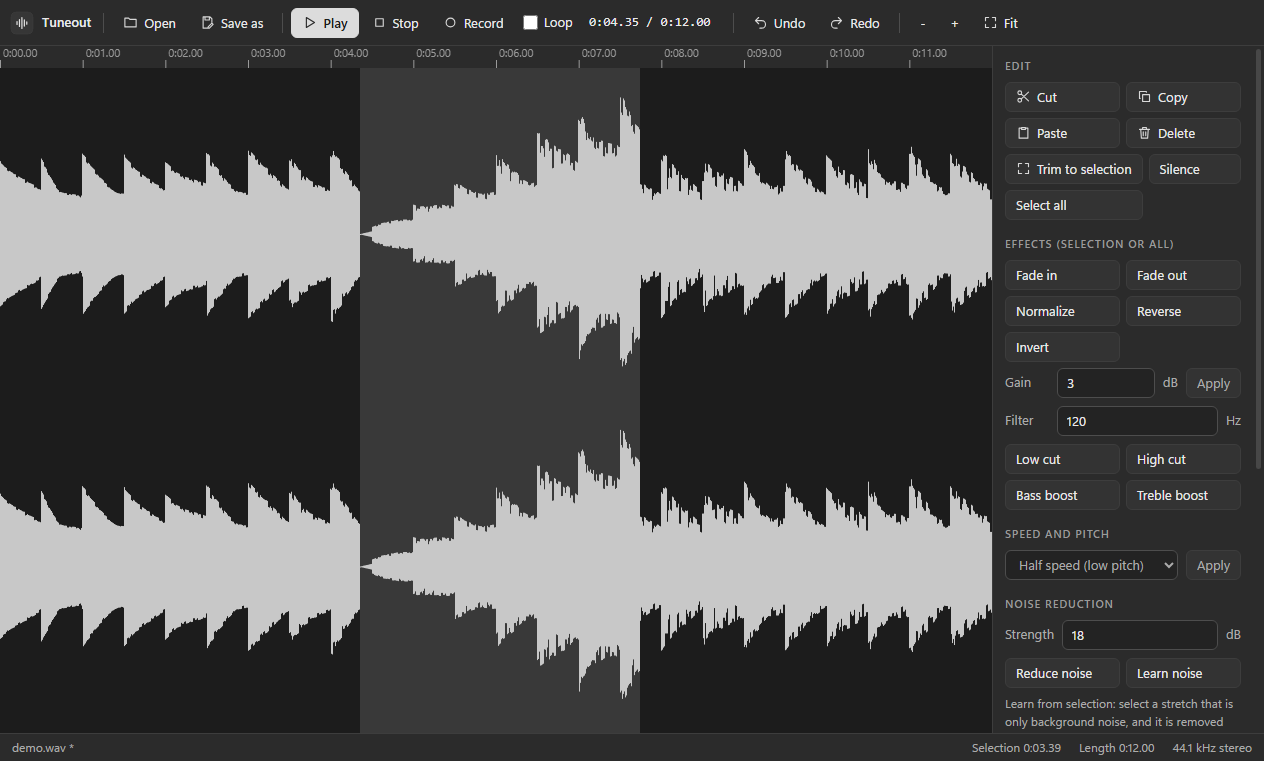 Tuneout Open Save as Play Stop Record Loop 0:04.35 / 0:12.00 Undo Redo - + Fit
0:00.00 0:01.00 0:02.00 0:03.00 0:04.00 0:05.00 0:06.00 0:07.00 0:08.00 0:09.00 0:10.00 0:11.00
EDIT
Cut Copy
Paste Delete
Trim to selection Silence
Select all
EFFECTS (SELECTION OR ALL)
Fade in Fade out
Normalize Reverse
Invert
Gain 3 dB Apply
Filter 120 Hz
Low cut High cut
Bass boost Treble boost
SPEED AND PITCH
Half speed (low pitch) Apply
NOISE REDUCTION
Strength 18 dB
Reduce noise Learn noise
Learn from selection: select a stretch that is
only background noise, and it is removed
demo.wav * Selection 0:03.39 Length 0:12.00 44.1 kHz stereo